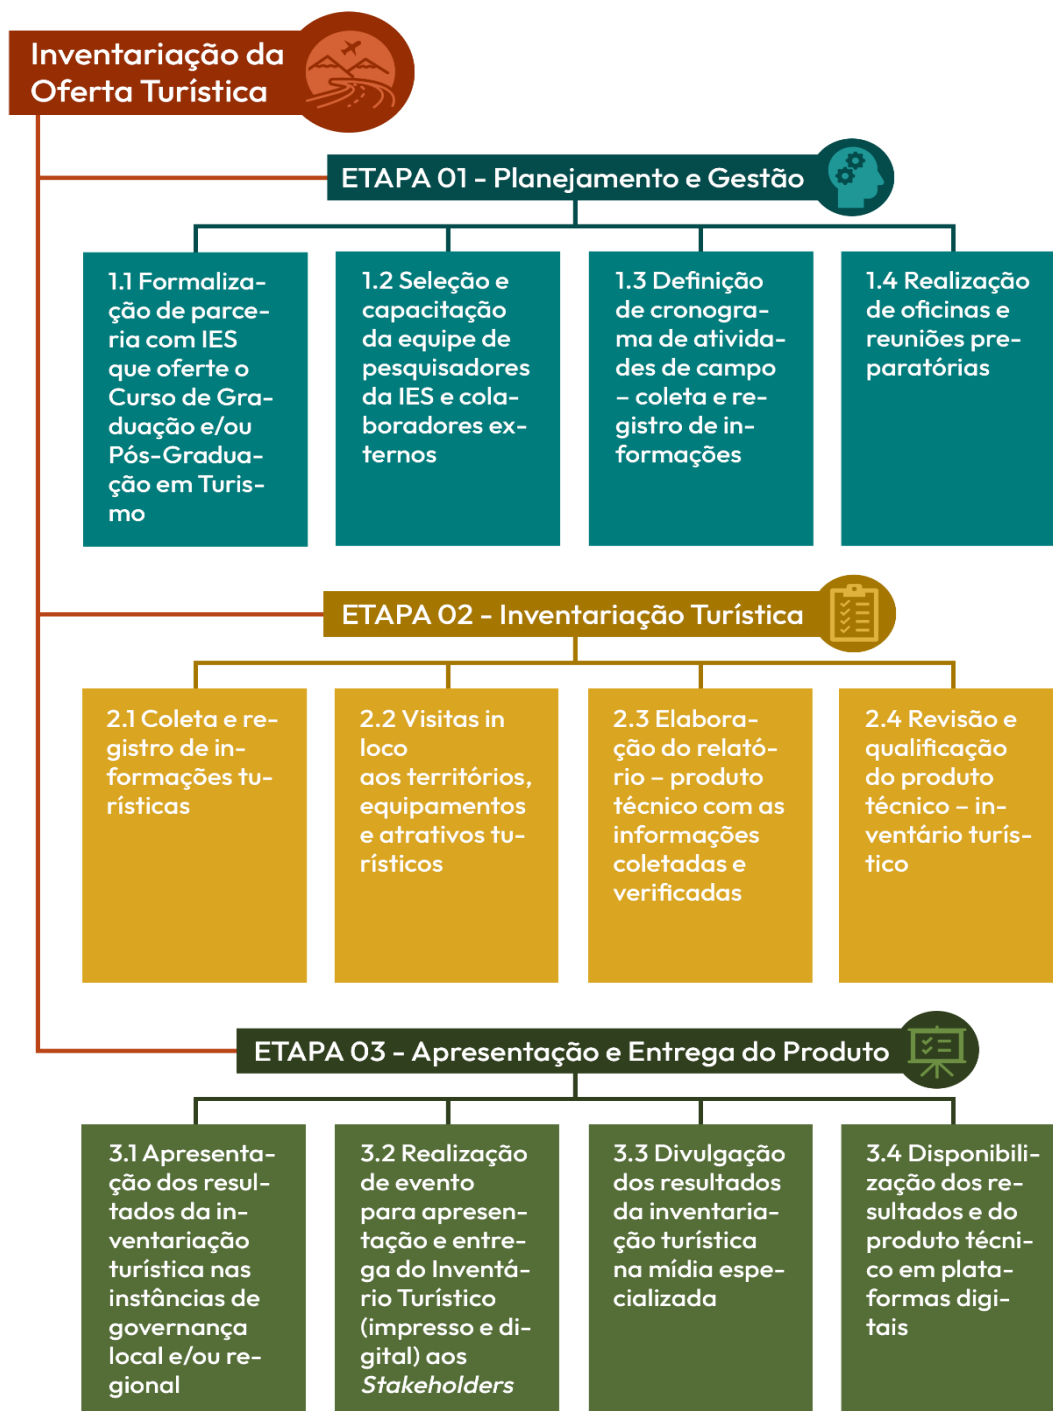 Inventariação da
Oferta Turística
ETAPA 01 - Planejamento e Gestão
1.1 Formaliza-
ção de parce-
ria com IES
que oferte o
Curso de Gra-
duação e/ou
Pós-Gradua-
ção em Turis-
mo
1.2 Seleção e
capacitação
da equipe de
pesquisadores
da IES e cola-
boradores ex-
ternos
1.3 Definição
de cronogra-
ma de ativida-
des de campo
– coleta e re-
gistro de in-
formações
1.4 Realização
de oficinas e
reuniões pre-
paratórias
ETAPA 02 - Inventariação Turística
2.1 Coleta e re-
gistro de in-
formações tu-
rísticas
2.2 Visitas in
loco
aos territórios,
equipamentos
e atrativos tu-
rísticos
2.3 Elabora-
ção do relató-
rio – produto
técnico com as
informações
coletadas e
verificadas
2.4 Revisão e
qualificação
do produto
técnico – in-
ventário turís-
tico
ETAPA 03 - Apresentação e Entrega do Produto
3.1 Apresenta-
ção dos resul-
tados da in-
ventariação
turística nas
instâncias de
governança
local e/ou re-
gional
3.2 Realização
de evento
para apresen-
tação e entre-
ga do Inventá-
rio Turístico
(impresso e di-
gital) aos
Stakeholders
3.3 Divulgação
dos resultados
da inventaria-
ção turística
na mídia espe-
cializada
3.4 Disponibili-
zação dos re-
sultados e do
produto técni-
co em plata-
formas digi-
tais